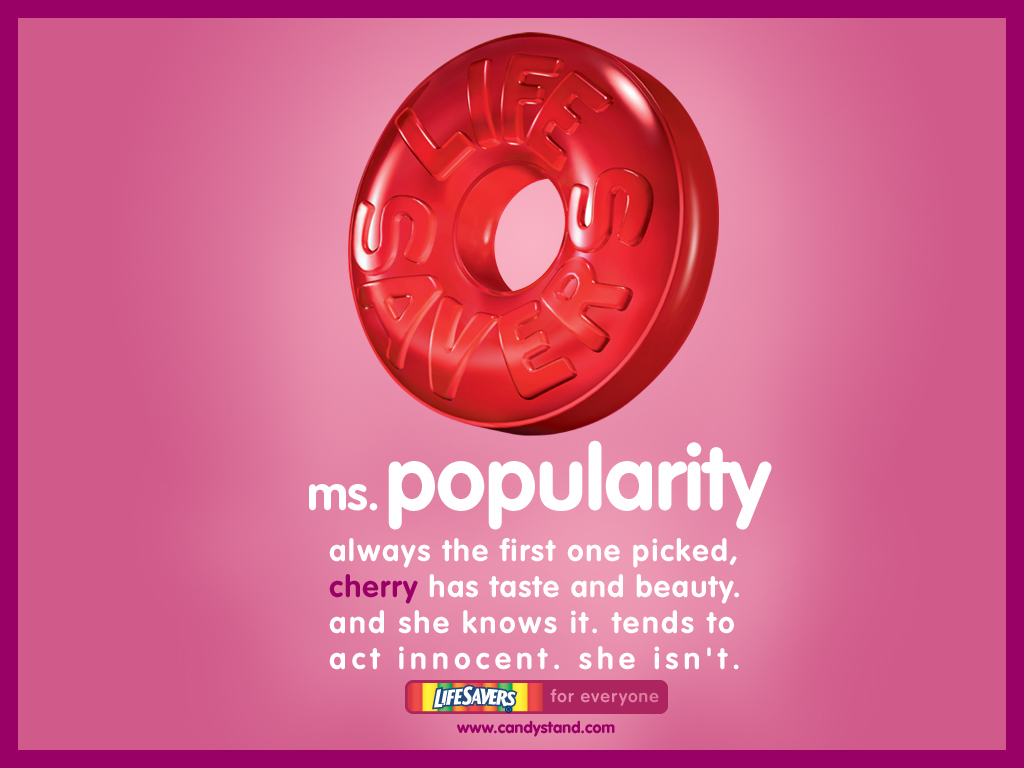 LIFE
SAVERS
ms. popularity
always the first one picked,
cherry has taste and beauty.
and she knows it. tends to
act innocent. she isn't.
LIFESAVERS for everyone
www.candystand.com